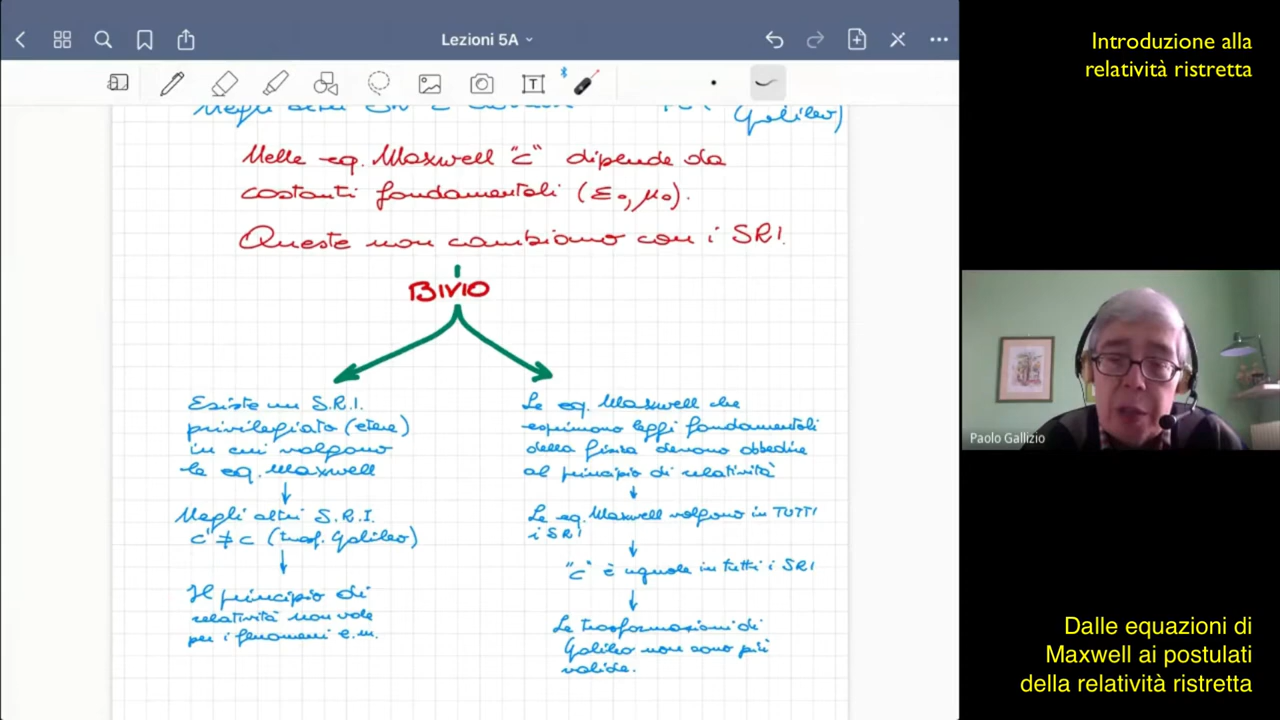 Lezioni 5A
Introduzione alla
relatività ristretta
Negli altri
Galileo)
Nelle eq. Maxwell "c" dipende da
costanti fondamentali (ε₀, μ₀).
Queste non cambiano con i SRI.
BIVIO
Esiste un S.R.I.
privilegiato (etere)
in cui valgono
le eq. Maxwell
↓
Negli altri S.R.I.
c' ≠ c (trasf. Galileo)
↓
Il principio di
relatività non vale
per i fenomeni e.m.
Le eq. Maxwell che
esprimono leggi fondamentali
della fisica devono obbedire
al principio di relatività
↓
Le eq. Maxwell valgono in TUTTI
i SRI
↓
"c" è uguale in tutti i SRI
↓
Le trasformazioni di
Galileo non sono più
valide.
Paolo Gallizio
Dalle equazioni di
Maxwell ai postulati
della relatività ristretta